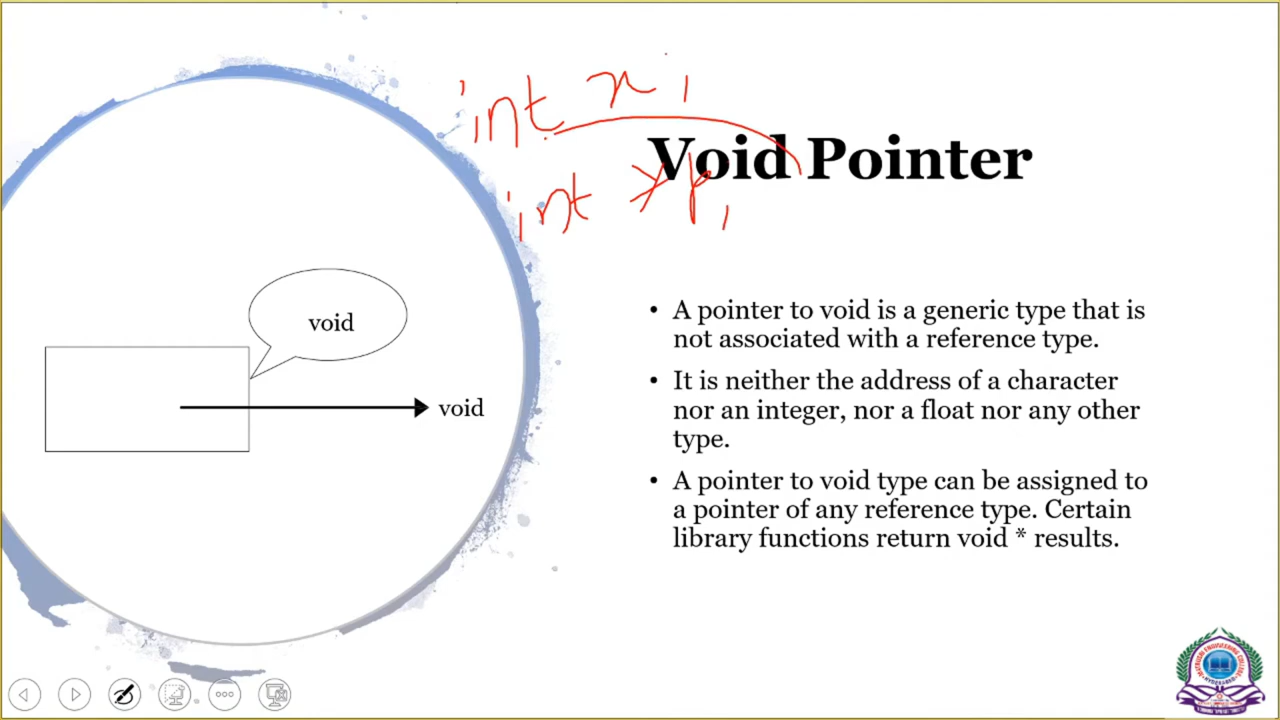 int x;
Void Pointer
int *p;
void
void
• A pointer to void is a generic type that is
not associated with a reference type.
• It is neither the address of a character
nor an integer, nor a float nor any other
type.
• A pointer to void type can be assigned to
a pointer of any reference type. Certain
library functions return void * results.